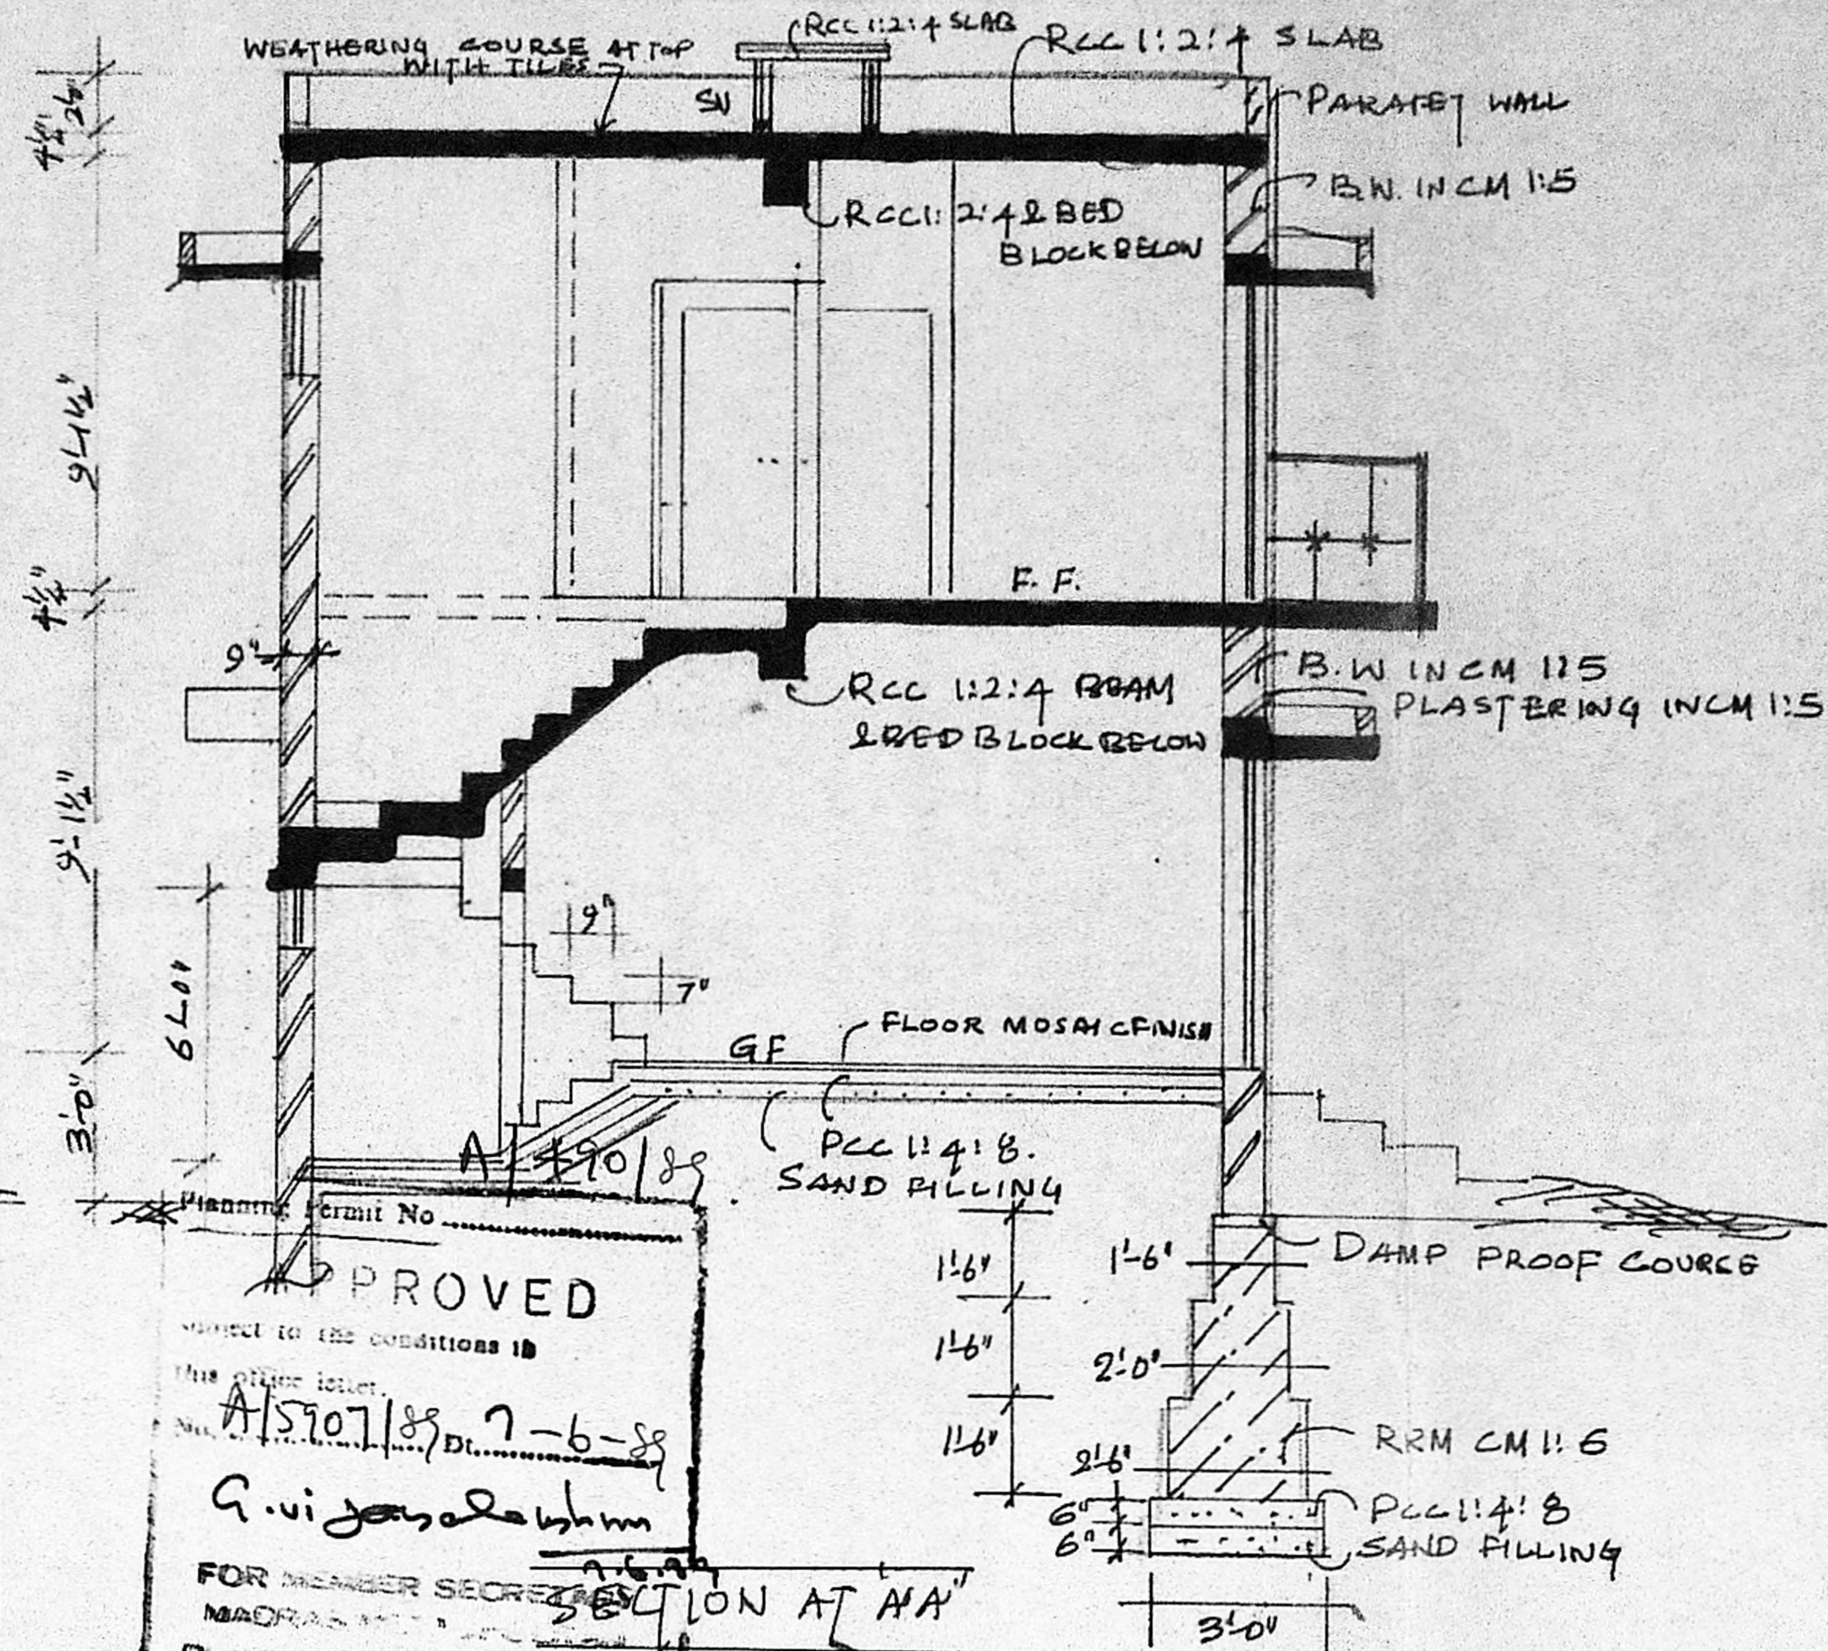 RCC 1:2:4 SLAB
WEATHERING COURSE AT TOP
WITH TILES
RCC 1:2:4 SLAB
SV
PARAPET WALL
4½"
B.W. IN CM 1:5
RCC 1:2:4 & BED
BLOCK BELOW
9'-1½"
F.F.
4½"
9"
B.W IN CM 1:5
PLASTERING IN CM 1:5
RCC 1:2:4 BEAM
& BED BLOCK BELOW
9'-1½"
9"
7"
6'-0"
FLOOR MOSAIC FINISH
GF
3'-0"
PCC 1:4:8.
SAND FILLING
Planning Permit No
DAMP PROOF COURSE
1'-6"
1'-6"
APPROVED
subject to the conditions in
this office letter.
1'-6"
2'-0"
No. A/5907/89 Dt. 7-6-89
1'-6"
RRM CM 1:6
2'-6"
PCC 1:4:8
6"
SAND FILLING
6"
FOR MEMBER SECRETARY
MADRAS
SECTION AT 'A'A'
3'-0"